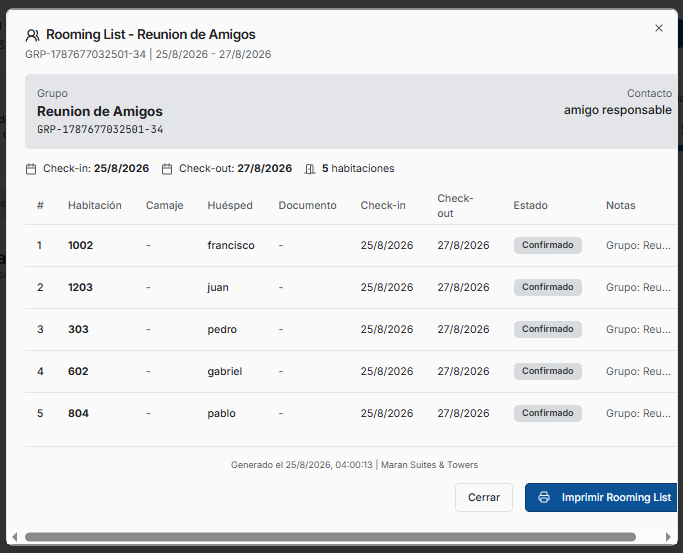 Rooming List - Reunion de Amigos
GRP-1787677032501-34 | 25/8/2026 - 27/8/2026
Grupo Contacto
Reunion de Amigos amigo responsable
GRP-1787677032501-34
Check-in: 25/8/2026 Check-out: 27/8/2026 5 habitaciones
# Habitación Camaje Huésped Documento Check-in Check-out Estado Notas
1 1002 - francisco - 25/8/2026 27/8/2026 Confirmado Grupo: Reu...
2 1203 - juan - 25/8/2026 27/8/2026 Confirmado Grupo: Reu...
3 303 - pedro - 25/8/2026 27/8/2026 Confirmado Grupo: Reu...
4 602 - gabriel - 25/8/2026 27/8/2026 Confirmado Grupo: Reu...
5 804 - pablo - 25/8/2026 27/8/2026 Confirmado Grupo: Reu...
Generado el 25/8/2026, 04:00:13 | Maran Suites & Towers
Cerrar Imprimir Rooming List